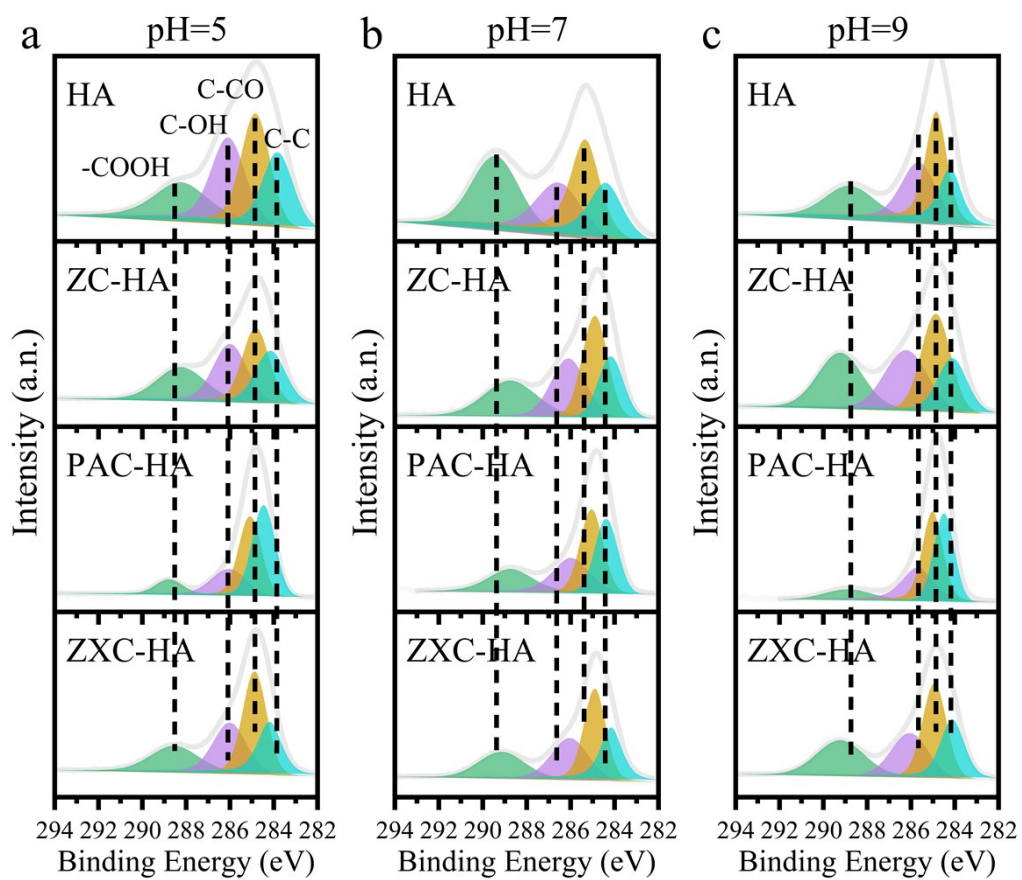 a pH=5
b pH=7
c pH=9
HA
C-CO
C-OH
C-C
-COOH
ZC-HA
PAC-HA
ZXC-HA
HA
ZC-HA
PAC-HA
ZXC-HA
HA
ZC-HA
PAC-HA
ZXC-HA
Intensity (a.n.)
Intensity (a.n.)
Intensity (a.n.)
294 292 290 288 286 284 282
294 292 290 288 286 284 282
294 292 290 288 286 284 282
Binding Energy (eV)
Binding Energy (eV)
Binding Energy (eV)